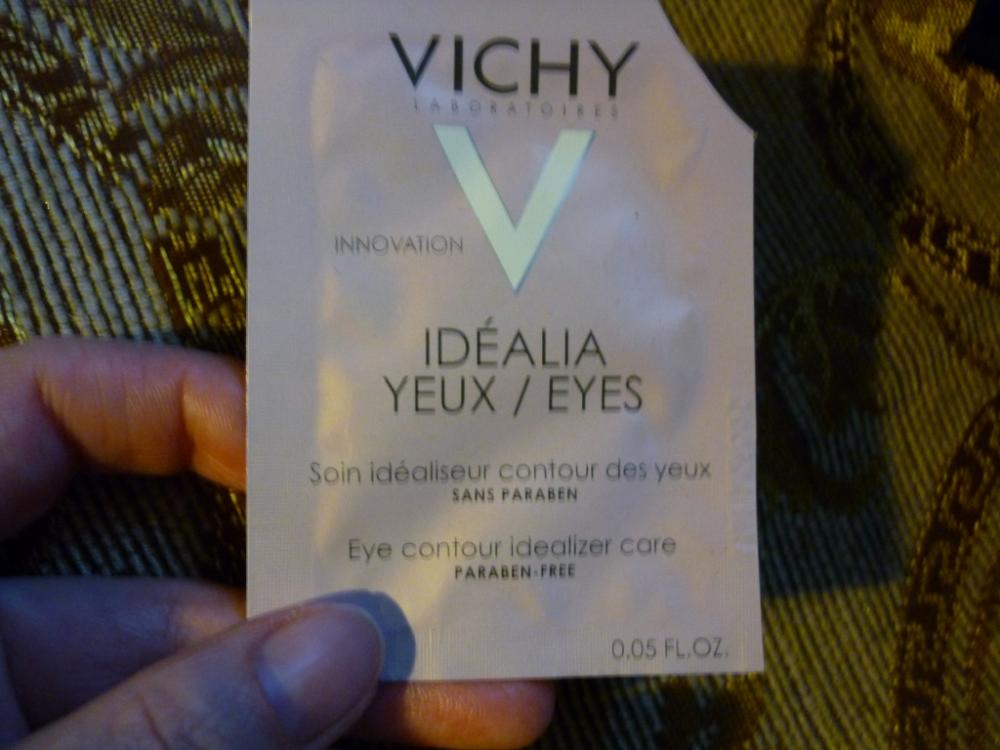 VICHY
LABORATOIRES
V
INNOVATION
IDÉALIA
YEUX / EYES
Soin idéaliseur contour des yeux
SANS PARABEN
Eye contour idealizer care
PARABEN-FREE
0.05 FL.OZ.